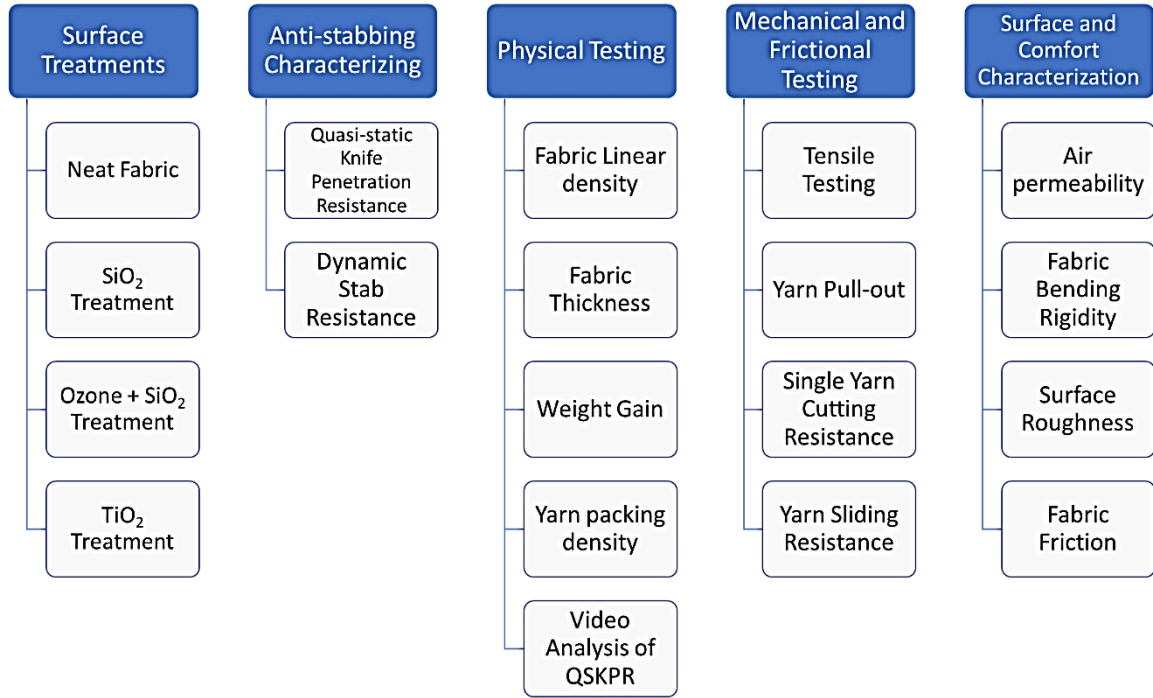 Surface
Treatments
Neat Fabric
SiO₂
Treatment
Ozone + SiO₂
Treatment
TiO₂
Treatment
Anti-stabbing
Characterizing
Quasi-static
Knife
Penetration
Resistance
Dynamic
Stab
Resistance
Physical Testing
Fabric Linear
density
Fabric
Thickness
Weight Gain
Yarn packing
density
Video
Analysis of
QSKPR
Mechanical and
Frictional
Testing
Tensile
Testing
Yarn Pull-out
Single Yarn
Cutting
Resistance
Yarn Sliding
Resistance
Surface and
Comfort
Characterization
Air
permeability
Fabric
Bending
Rigidity
Surface
Roughness
Fabric
Friction